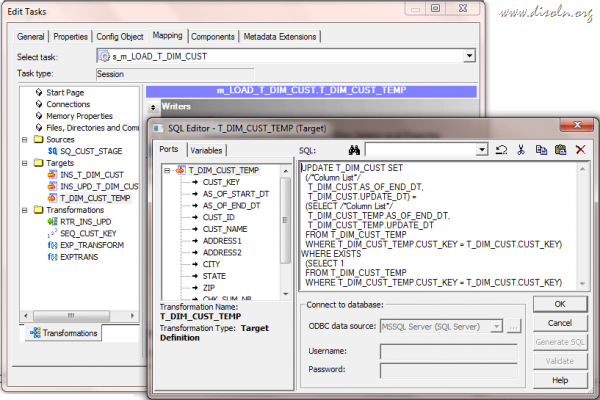 Edit Tasks
www.disoln.org
General
Properties
Config Object
Mapping
Components
Metadata Extensions
Select task:
s_m_LOAD_T_DIM_CUST
Task type:
Session
Start Page
Connections
Memory Properties
Files, Directories and Com
Sources
SQ_CUST_STAGE
Targets
INS_T_DIM_CUST
INS_UPD_T_DIM_CUS
T_DIM_CUST_TEMP
Transformations
RTR_INS_UPD
SEQ_CUST_KEY
EXP_TRANSFORM
EXPTRANS
Transformations
m_LOAD_T_DIM_CUST.T_DIM_CUST_TEMP
Writers
SQL Editor - T_DIM_CUST_TEMP (Target)
Ports
Variables
SQL:
T_DIM_CUST_TEMP
CUST_KEY
AS_OF_START_DT
AS_OF_END_DT
CUST_ID
CUST_NAME
ADDRESS1
ADDRESS2
CITY
STATE
ZIP
CHK_SUM_NB
Transformation Name:
T_DIM_CUST_TEMP
Transformation Type: Target
Definition
UPDATE T_DIM_CUST SET
(/*Column List*/
T_DIM_CUST.AS_OF_END_DT,
T_DIM_CUST.UPDATE_DT) =
(SELECT /*Column List*/
T_DIM_CUST_TEMP.AS_OF_END_DT,
T_DIM_CUST_TEMP.UPDATE_DT
FROM T_DIM_CUST_TEMP
WHERE T_DIM_CUST_TEMP.CUST_KEY = T_DIM_CUST.CUST_KEY)
WHERE EXISTS
(SELECT 1
FROM T_DIM_CUST_TEMP
WHERE T_DIM_CUST_TEMP.CUST_KEY = T_DIM_CUST.CUST_KEY)
Connect to database:
ODBC data source:
MSSQL Server (SQL Server)
...
Username:
Password:
OK
Cancel
Generate SQL
Validate
Help